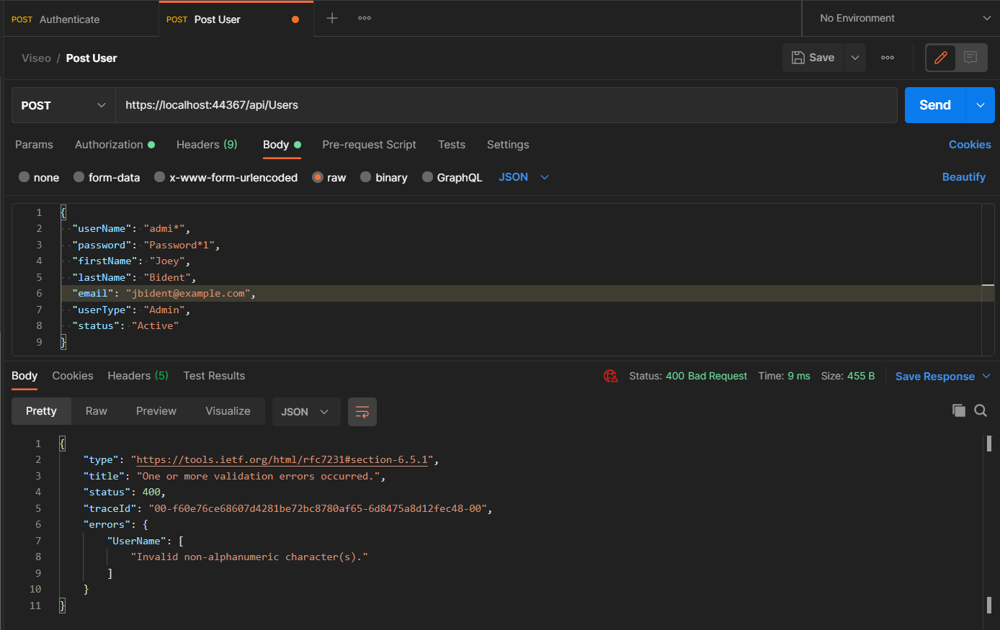 POST Authenticate POST Post User No Environment
Viseo / Post User Save
POST https://localhost:44367/api/Users Send
Params Authorization Headers (9) Body Pre-request Script Tests Settings Cookies
none form-data x-www-form-urlencoded raw binary GraphQL JSON Beautify
1 {
2 "userName": "admi*",
3 "password": "Password*1",
4 "firstName": "Joey",
5 "lastName": "Bident",
6 "email": "jbident@example.com",
7 "userType": "Admin",
8 "status": "Active"
9 }
Body Cookies Headers (5) Test Results Status: 400 Bad Request Time: 9 ms Size: 455 B Save Response
Pretty Raw Preview Visualize JSON
1 {
2 "type": "https://tools.ietf.org/html/rfc7231#section-6.5.1",
3 "title": "One or more validation errors occurred.",
4 "status": 400,
5 "traceId": "00-f60e76ce68607d4281be72bc8780af65-6d8475a8d12fec48-00",
6 "errors": {
7 "UserName": [
8 "Invalid non-alphanumeric character(s)."
9 ]
10 }
11 }